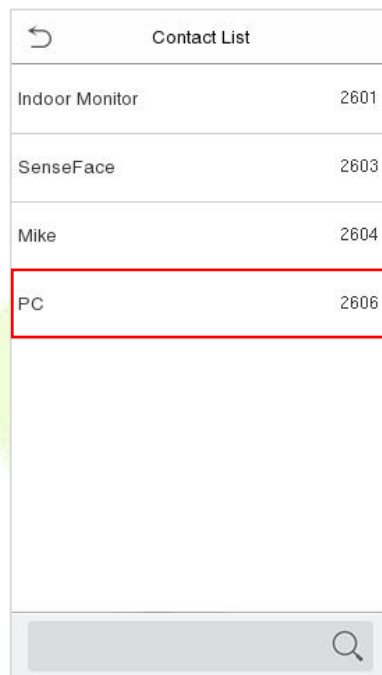 Contact List
Indoor Monitor 2601
SenseFace 2603
Mike 2604
PC 2606